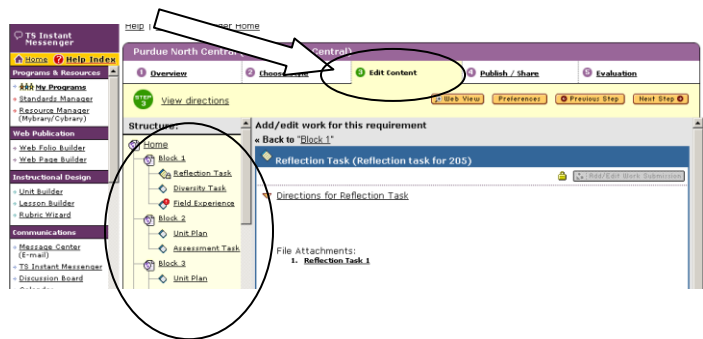 TS Instant
Messenger
Home Help Index
Programs & Resources
My Programs
Standards Manager
Resource Manager
(Mybrary/Cybrary)
Web Publication
Web Folio Builder
Web Page Builder
Instructional Design
Unit Builder
Lesson Builder
Rubric Wizard
Communications
Message Center
(E-mail)
TS Instant Messenger
Discussion Board
Calendar
Help |
Home
Purdue North Central
Central)
1 Overview
2 Choose
3 Edit Content
4 Publish / Share
5 Evaluation
STEP 3 View directions
Web View Preferences Previous Step Next Step
Structure:
Home
Block 1
Reflection Task
Diversity Task
Field Experience
Block 2
Unit Plan
Assessment Task
Block 3
Unit Plan
Add/edit work for this requirement
« Back to "Block 1"
Reflection Task (Reflection task for 205)
Add/Edit Work Submission
Directions for Reflection Task
File Attachments:
1. Reflection Task 1